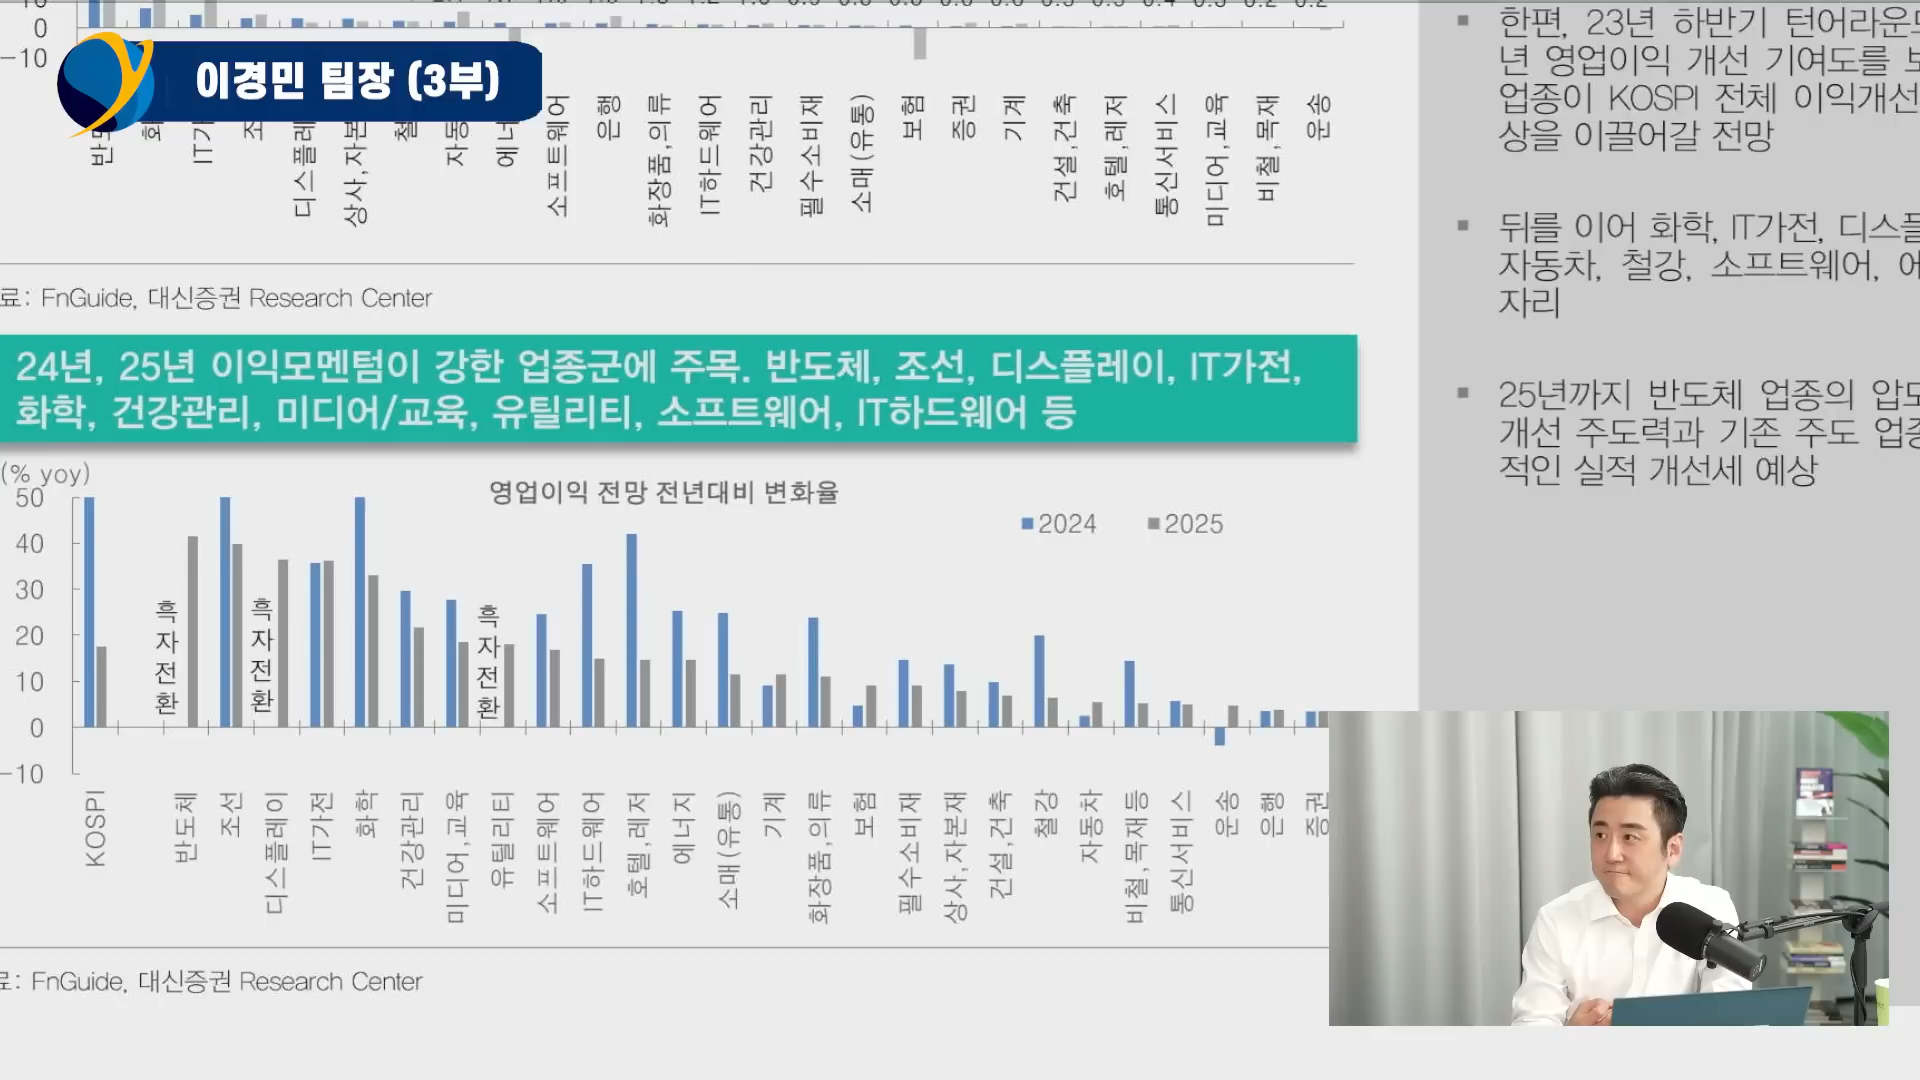 0
-10
이경민 팀장 (3부)
소프트웨어
은행
화장품,의류
IT하드웨어
건강관리
필수소비재
소매(유통)
보험
증권
기계
건설,건축
호텔,레저
통신서비스
미디어,교육
비철,목재
운송
FnGuide, 대신증권 Research Center
24년, 25년 이익모멘텀이 강한 업종군에 주목. 반도체, 조선, 디스플레이, IT가전,
화학, 건강관리, 미디어/교육, 유틸리티, 소프트웨어, IT하드웨어 등
(% yoy)
영업이익 전망 전년대비 변화율
2024
2025
50
40
30
20
10
0
-10
흑자전환
흑자전환
흑자전환
KOSPI
반도체
조선
디스플레이
IT가전
화학
건강관리
미디어,교육
유틸리티
소프트웨어
IT하드웨어
호텔,레저
에너지
소매(유통)
기계
화장품,의류
보험
필수소비재
상사,자본재
건설,건축
철강
자동차
비철,목재등
통신서비스
운송
은행
증권
FnGuide, 대신증권 Research Center
한편, 23년 하반기
년 영업이익 개선 기여도를
업종이 KOSPI 전체 이익개선
상을 이끌어갈 전망
뒤를 이어 화학, IT가전,
자동차, 철강, 소프트웨어,
자리
25년까지 반도체 업종의
개선 주도력과 기존 주도
적인 실적 개선세 예상